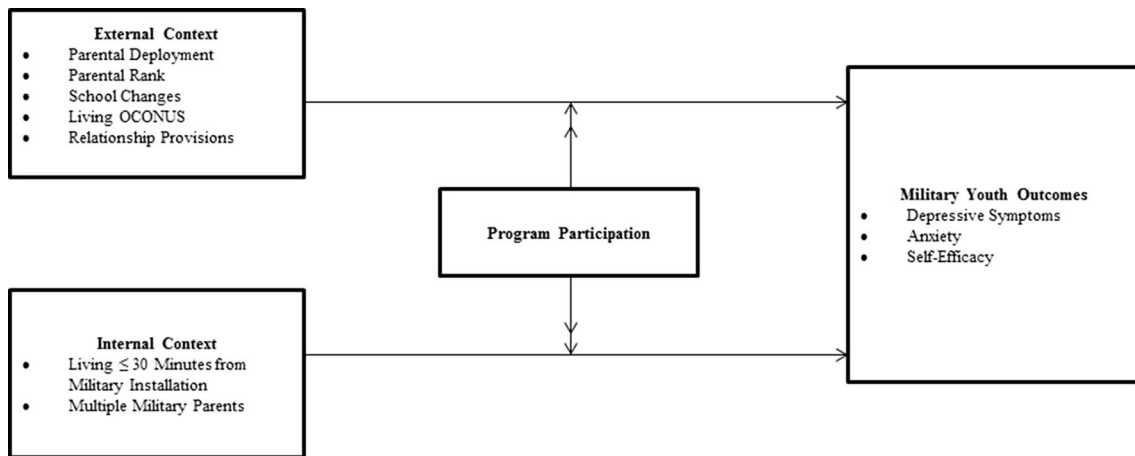 External Context
• Parental Deployment
• Parental Rank
• School Changes
• Living OCONUS
• Relationship Provisions
Program Participation
Military Youth Outcomes
• Depressive Symptoms
• Anxiety
• Self-Efficacy
Internal Context
• Living ≤ 30 Minutes from
Military Installation
• Multiple Military Parents